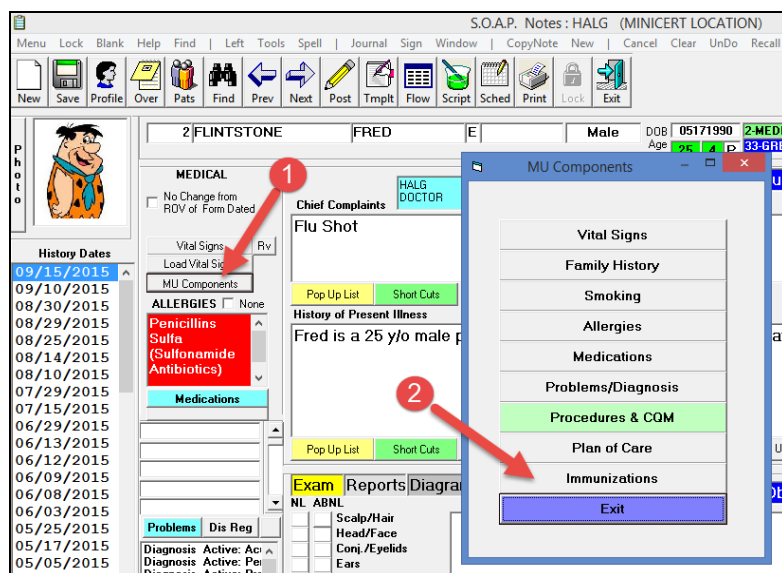 S.O.A.P. Notes : HALG (MINICERT LOCATION)
Menu Lock Blank Help Find | Left Tools Spell | Journal Sign Window | CopyNote New | Cancel Clear UnDo Recall
New Save Profile Over Pats Find Prev Next Post Tmplt Flow Script Sched Print Lock Exit
Photo
2 FLINTSTONE FRED E Male DOB 05171990 2-MEDI
Age 25 4 P 33-GRE
MEDICAL
No Change from
ROV of Form Dated
1
Vital Signs Rv
Load Vital Sig
MU Components
ALLERGIES None
Penicillins
Sulfa
(Sulfonamide
Antibiotics)
Medications
Problems Dis Reg
Diagnosis Active: Ac
Diagnosis Active: Pe
History Dates
09/15/2015
09/10/2015
08/30/2015
08/29/2015
08/25/2015
08/14/2015
08/10/2015
07/29/2015
07/15/2015
06/29/2015
06/13/2015
06/12/2015
06/09/2015
06/08/2015
06/03/2015
05/25/2015
05/17/2015
05/05/2015
Chief Complaints
HALG
DOCTOR
Flu Shot
Pop Up List Short Cuts
History of Present Illness
Fred is a 25 y/o male p
Pop Up List Short Cuts
Exam Reports Diagra
NL ABNL
Scalp/Hair
Head/Face
Conj./Eyelids
Ears
MU Components
Vital Signs
Family History
Smoking
Allergies
Medications
Problems/Diagnosis
Procedures & CQM
2
Plan of Care
Immunizations
Exit